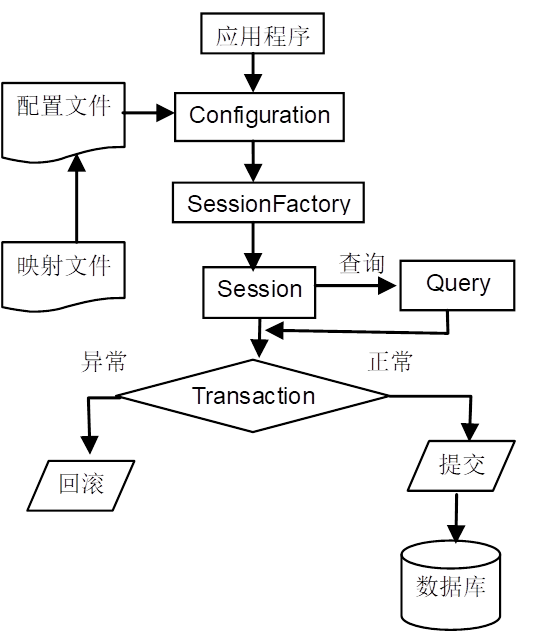 应用程序
配置文件
Configuration
SessionFactory
映射文件
查询
Session
Query
异常
正常
Transaction
回滚
提交
数据库